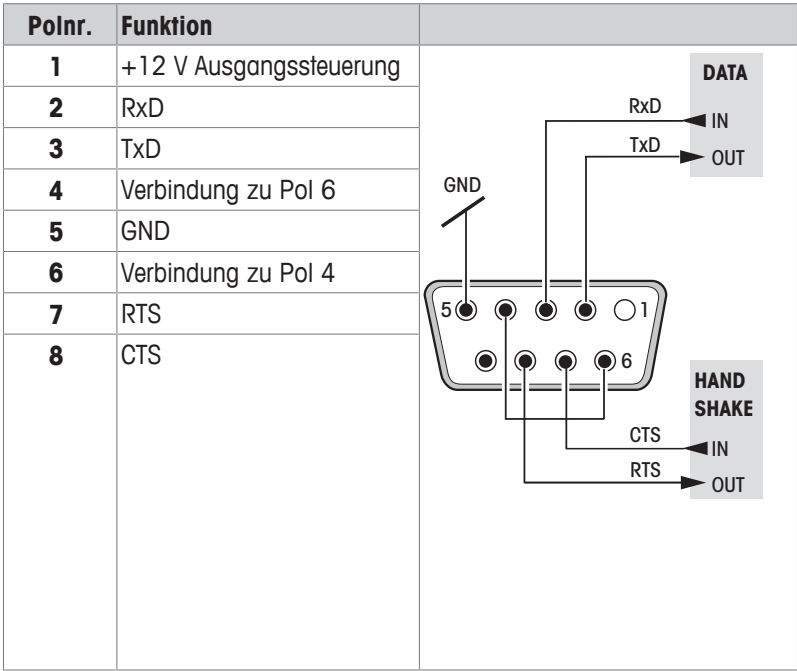 Polnr. Funktion
1 +12 V Ausgangssteuerung
2 RxD
3 TxD
4 Verbindung zu Pol 6
5 GND
6 Verbindung zu Pol 4
7 RTS
8 CTS
DATA
RxD IN
TxD OUT
GND
5 1
6
HAND
SHAKE
CTS IN
RTS OUT